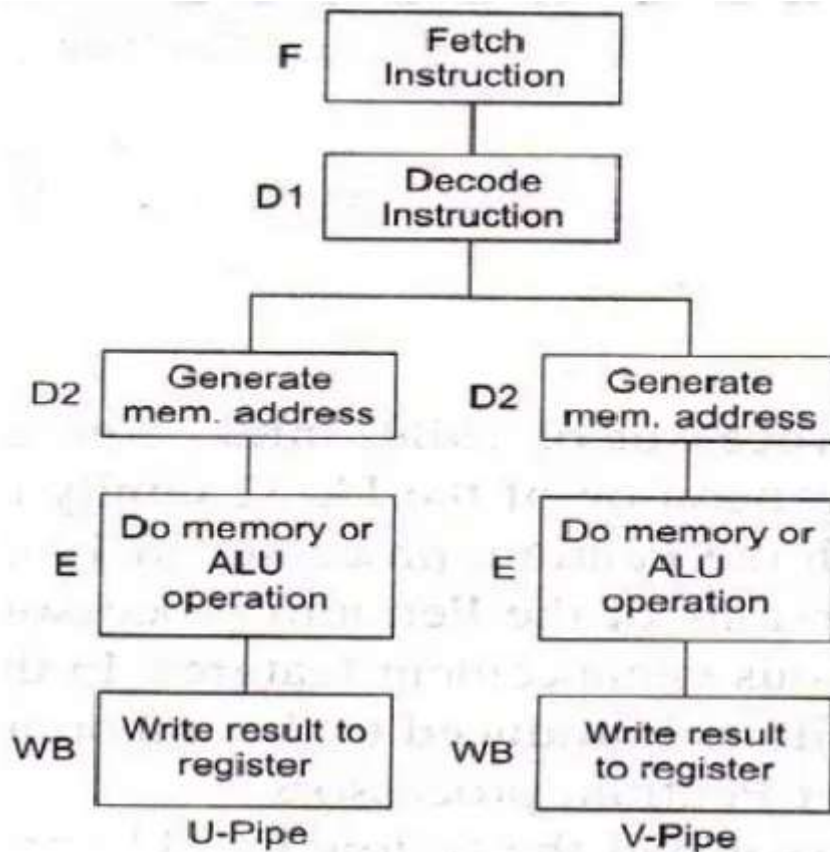 F
Fetch
Instruction
D1
Decode
Instruction
D2
Generate
mem. address
D2
Generate
mem. address
E
Do memory or
ALU
operation
E
Do memory or
ALU
operation
WB
Write result to
register
WB
Write result
to register
U-Pipe
V-Pipe